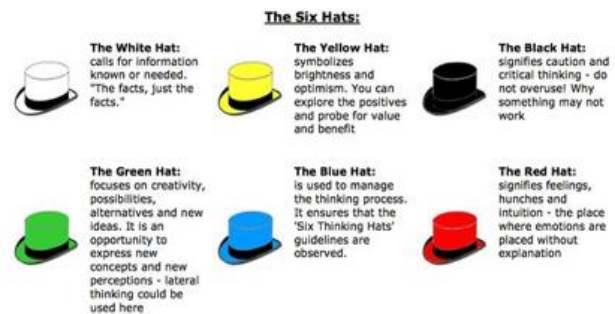 The Six Hats:
The White Hat:
calls for information
known or needed.
"The facts, just the
facts."
The Yellow Hat:
symbolizes
brightness and
optimism. You can
explore the positives
and probe for value
and benefit
The Black Hat:
signifies caution and
critical thinking - do
not overuse! Why
something may not
work
The Green Hat:
focuses on creativity,
possibilities,
alternatives and new
ideas. It is an
opportunity to
express new
concepts and new
perceptions - lateral
thinking could be
used here
The Blue Hat:
is used to manage
the thinking process.
It ensures that the
'Six Thinking Hats'
guidelines are
observed.
The Red Hat:
signifies feelings,
hunches and
intuition - the place
where emotions are
placed without
explanation